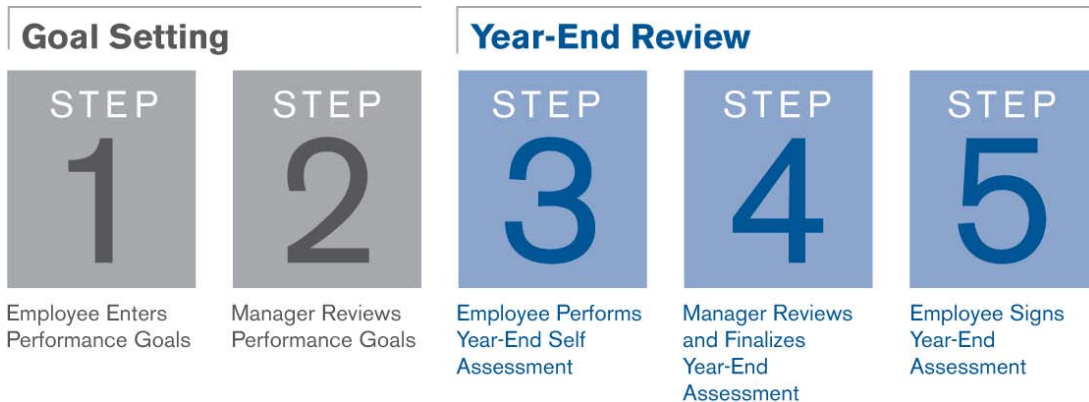 Goal Setting
Year-End Review
STEP
1
Employee Enters
Performance Goals
STEP
2
Manager Reviews
Performance Goals
STEP
3
Employee Performs
Year-End Self
Assessment
STEP
4
Manager Reviews
and Finalizes
Year-End
Assessment
STEP
5
Employee Signs
Year-End
Assessment